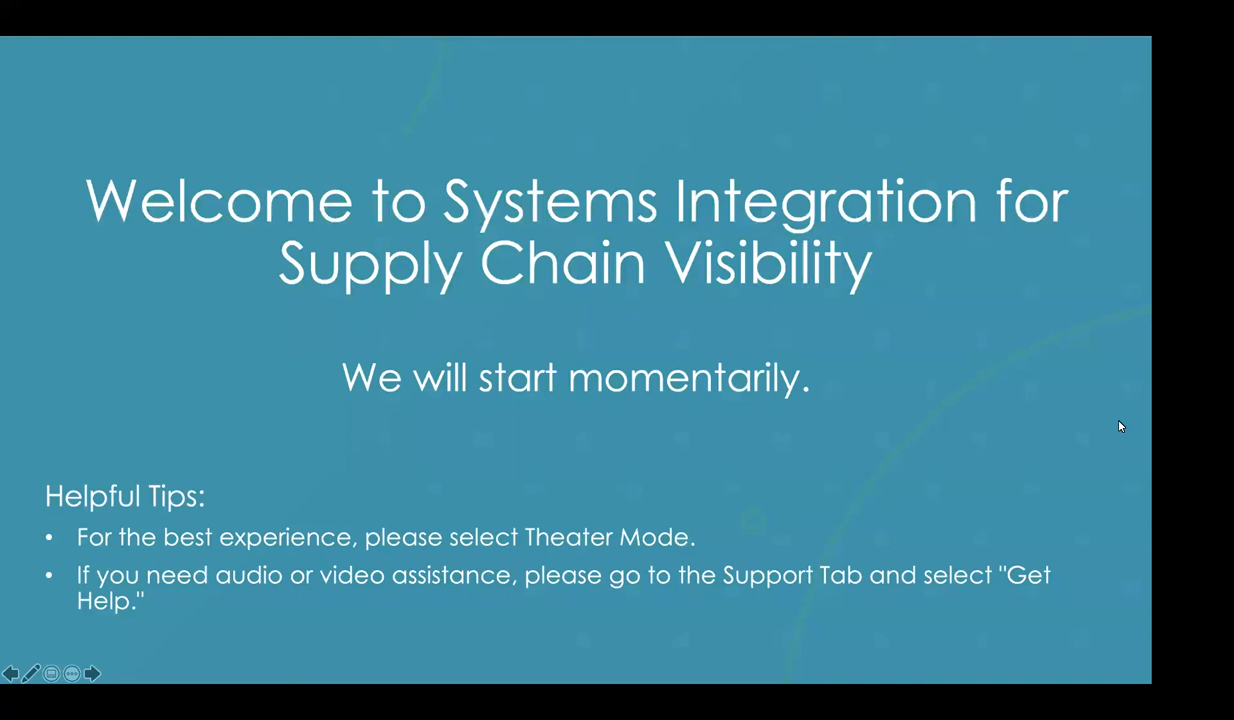 Welcome to Systems Integration for
Supply Chain Visibility
We will start momentarily.
Helpful Tips:
• For the best experience, please select Theater Mode.
• If you need audio or video assistance, please go to the Support Tab and select "Get
Help."